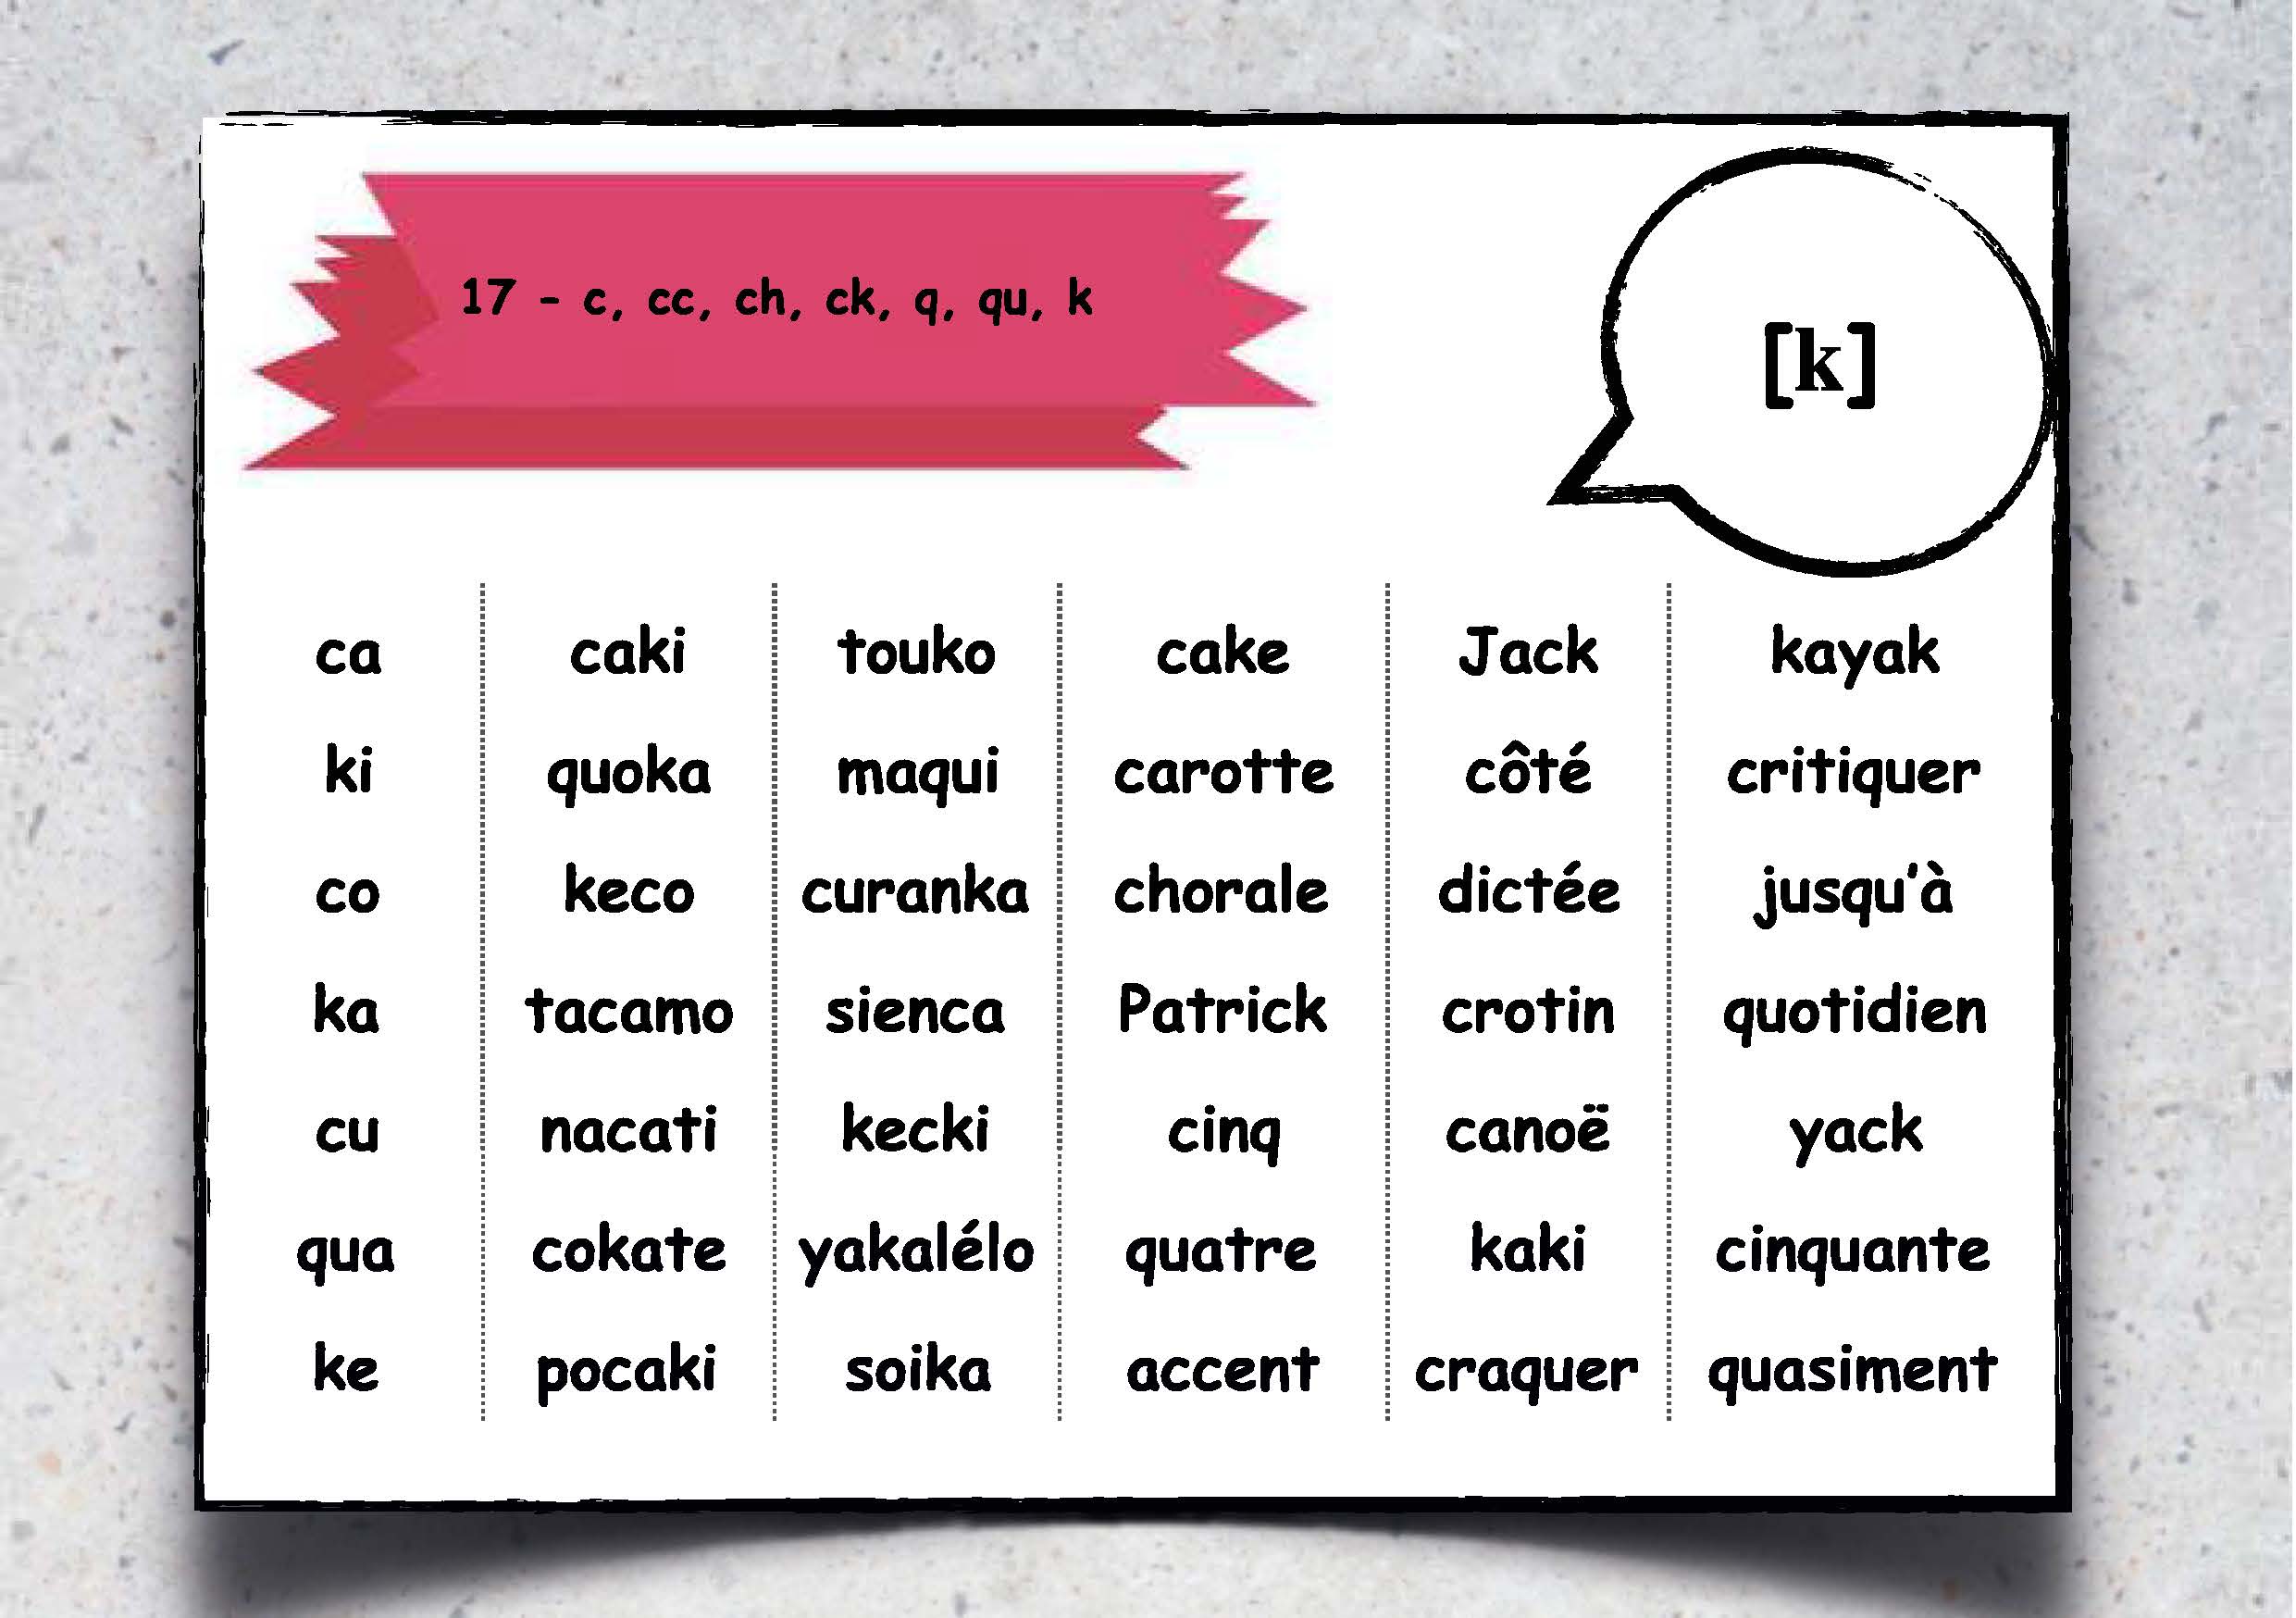 17 - c, cc, ch, ck, q, qu, k
[k]
ca caki touko cake Jack kayak
ki quoka maqui carotte côté critiquer
co keco curanka chorale dictée jusqu'à
ka tacamo sienca Patrick crotin quotidien
cu nacati kecki cinq canoë yack
qua cokate yakalélo quatre kaki cinquante
ke pocaki soika accent craquer quasiment